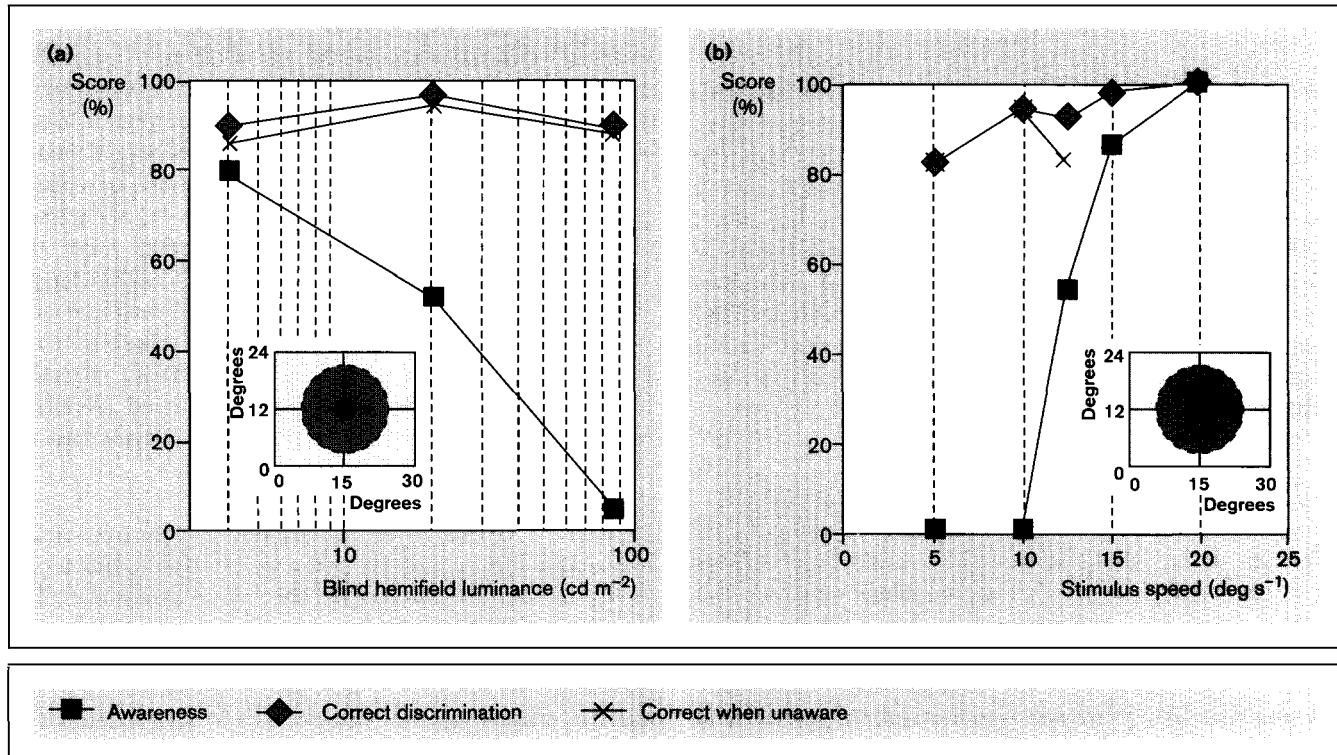 (a)
Score
(%)
100
80
60
40
20
0
10
100
Blind hemifield luminance (cd m⁻²)
Degrees
24
12
0
0
15
30
Degrees
(b)
Score
(%)
100
80
60
40
20
0
0
5
10
15
20
25
Stimulus speed (deg s⁻¹)
Degrees
24
12
0
0
15
30
Degrees
Awareness
Correct discrimination
Correct when unaware